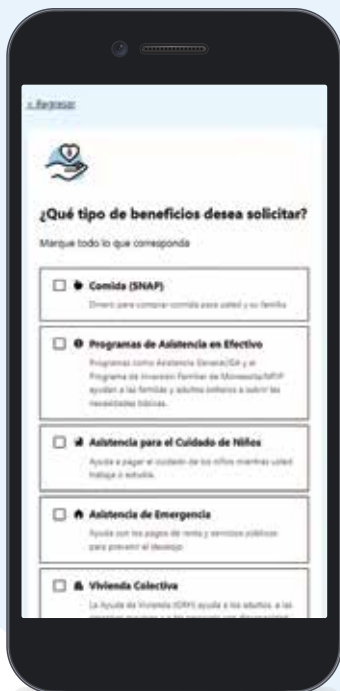 < Regresar
¿Qué tipo de beneficios desea solicitar?
Marque todo lo que corresponda
Comida (SNAP)
Dinero para comprar comida para usted y su familia
Programas de Asistencia en Efectivo
Programas como Asistencia General/GA y el
Programa de Inversión Familiar de Minnesota/MFIP
ayudan a las familias y adultos solteros a cubrir las
necesidades básicas.
Asistencia para el Cuidado de Niños
Ayuda a pagar el cuidado de los niños mientras usted
trabaja o estudia.
Asistencia de Emergencia
Ayuda con los pagos de renta y servicios públicos
para prevenir el desalojo
Vivienda Colectiva
La Ayuda de Vivienda (GRH) ayuda a los adultos, a las